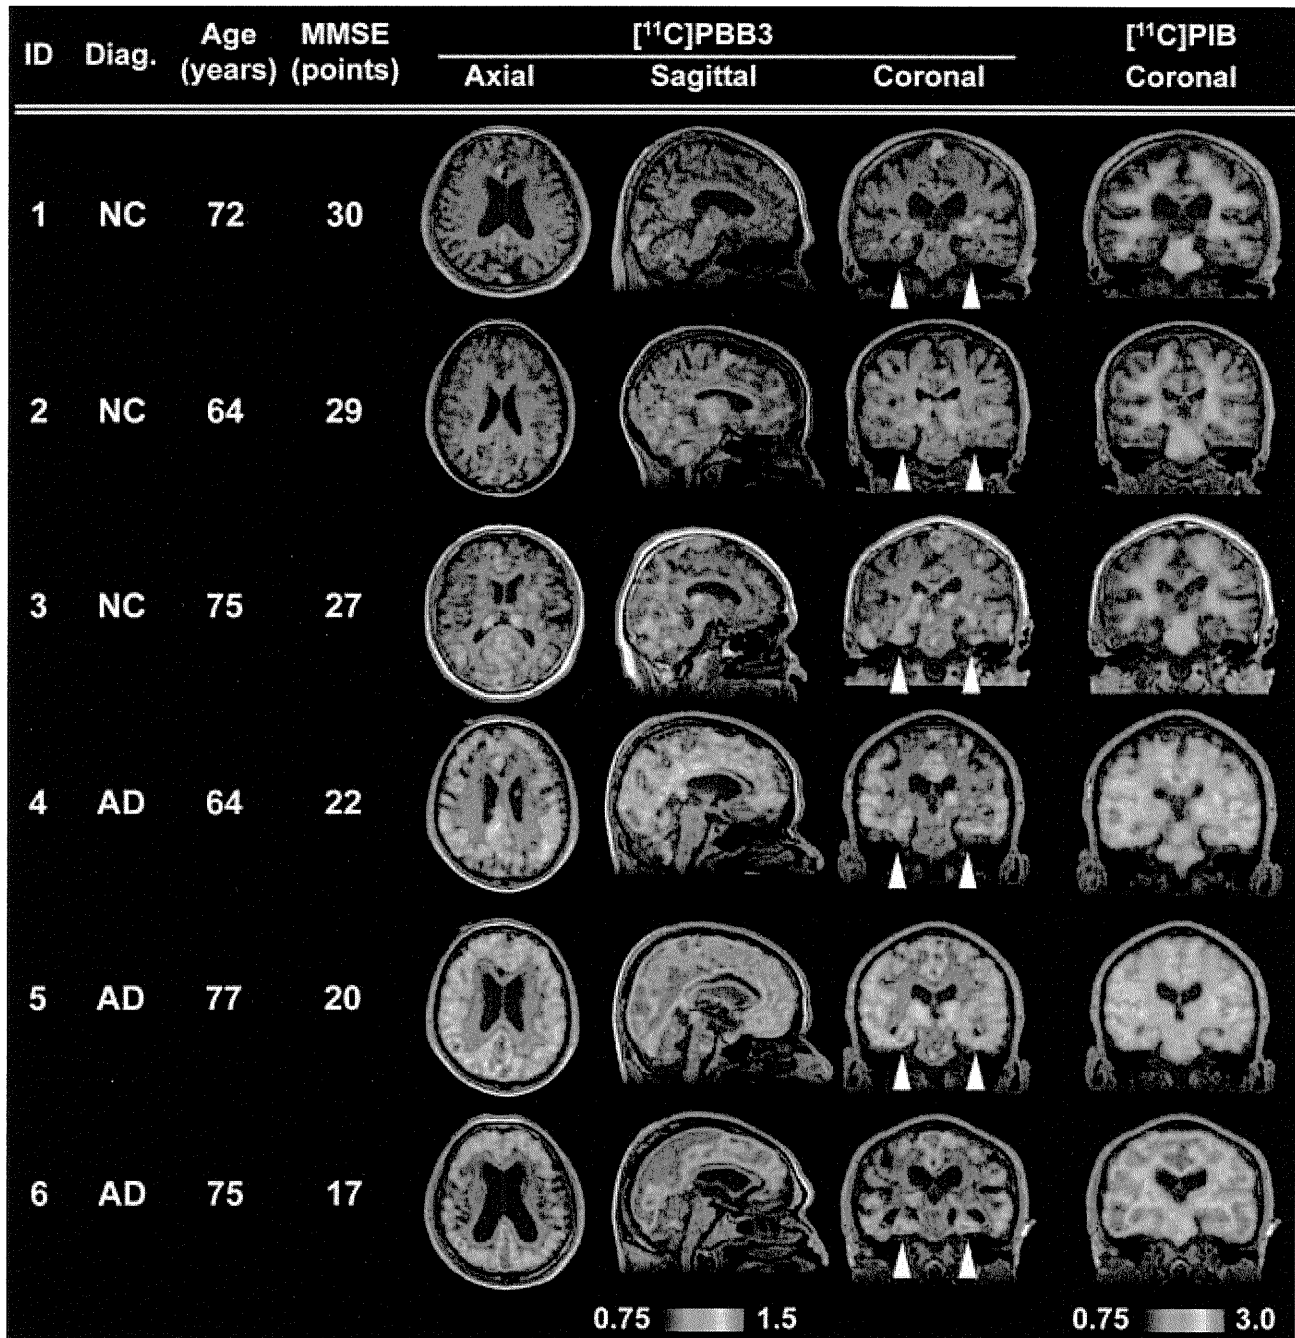 ID Diag. Age (years) MMSE (points) [¹¹C]PBB3 [¹¹C]PIB
Axial Sagittal Coronal Coronal
1 NC 72 30
2 NC 64 29
3 NC 75 27
4 AD 64 22
5 AD 77 20
6 AD 75 17
0.75 1.5 0.75 3.0